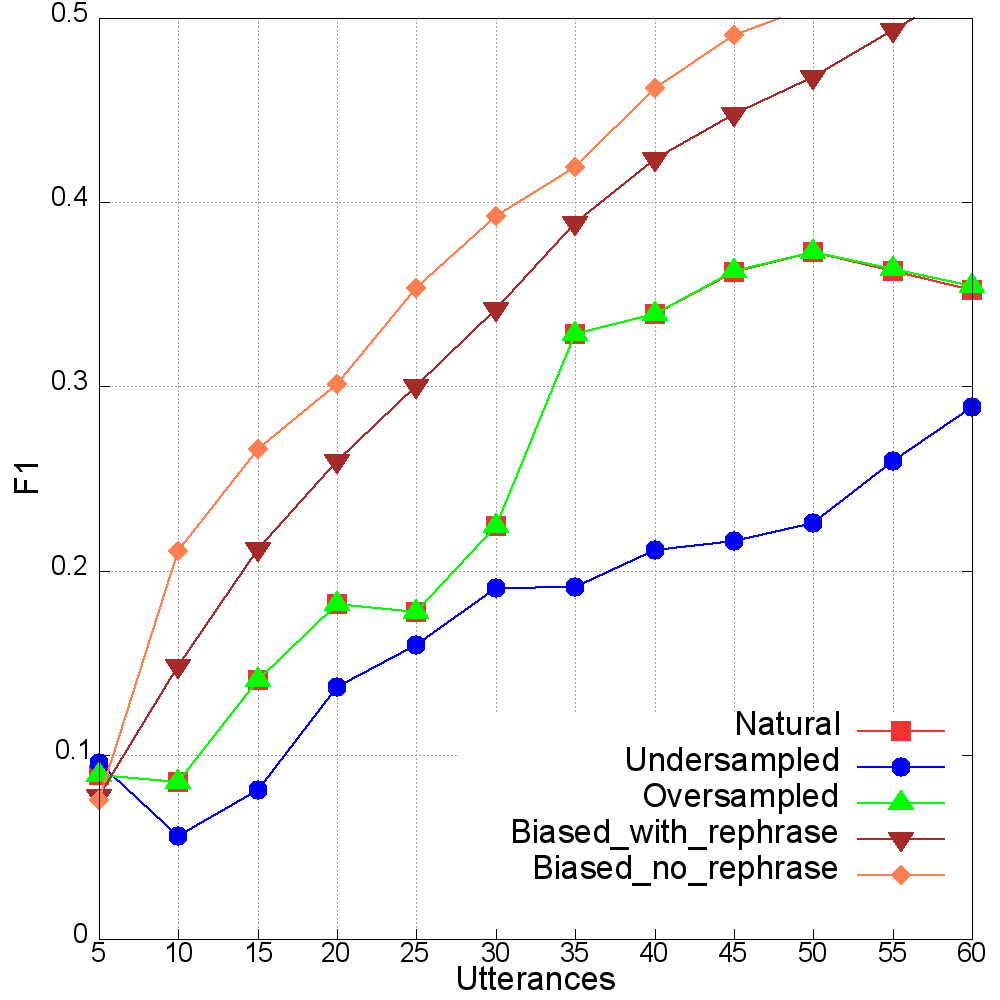 0.5
0.4
0.3
0.2
0.1
0
F1
5 10 15 20 25 30 35 40 45 50 55 60
Utterances
Natural
Undersampled
Oversampled
Biased_with_rephrase
Biased_no_rephrase